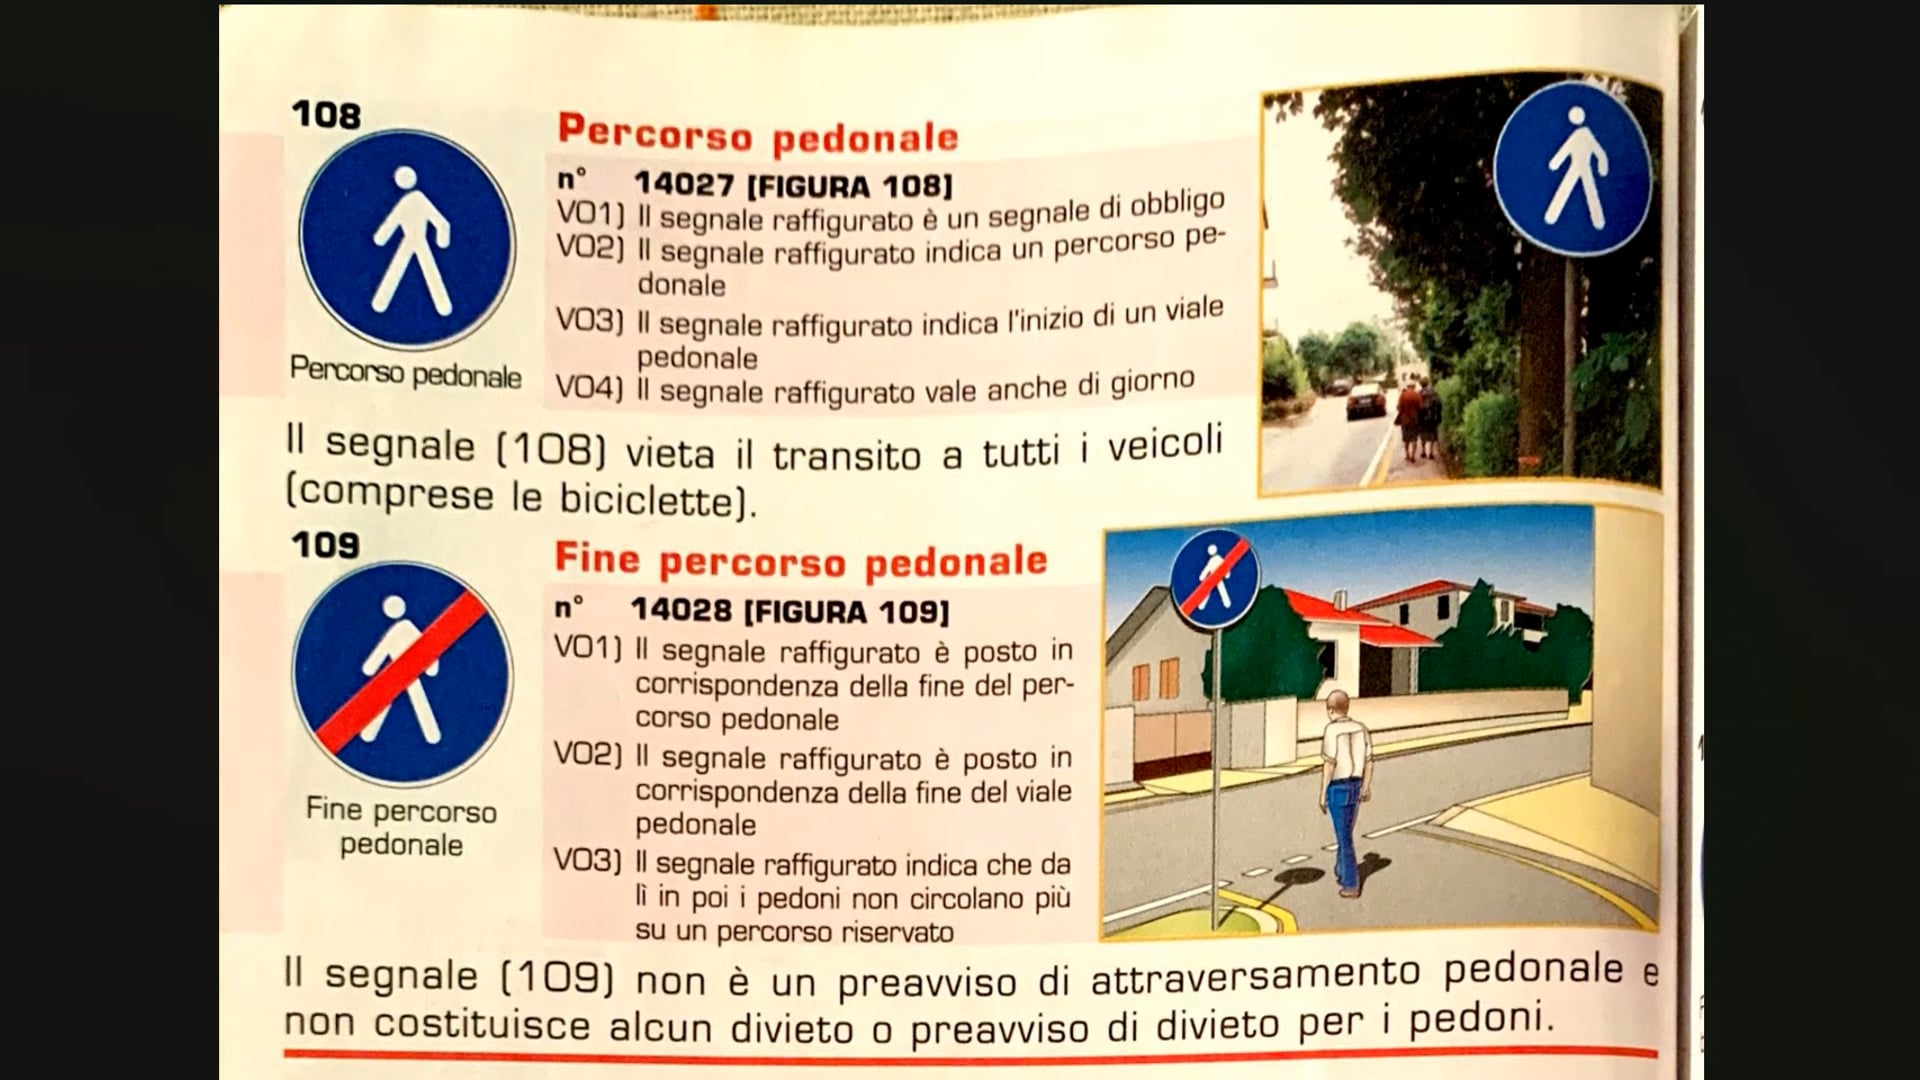 108
Percorso pedonale
Percorso pedonale
n° 14027 [FIGURA 108]
V01) Il segnale raffigurato è un segnale di obbligo
V02) Il segnale raffigurato indica un percorso pe-
donale
V03) Il segnale raffigurato indica l'inizio di un viale
pedonale
V04) Il segnale raffigurato vale anche di giorno
Il segnale (108) vieta il transito a tutti i veicoli
(comprese le biciclette).
109
Fine percorso
pedonale
Fine percorso pedonale
n° 14028 [FIGURA 109]
V01) Il segnale raffigurato è posto in
corrispondenza della fine del per-
corso pedonale
V02) Il segnale raffigurato è posto in
corrispondenza della fine del viale
pedonale
V03) Il segnale raffigurato indica che da
lì in poi i pedoni non circolano più
su un percorso riservato
Il segnale (109) non è un preavviso di attraversamento pedonale e
non costituisce alcun divieto o preavviso di divieto per i pedoni.